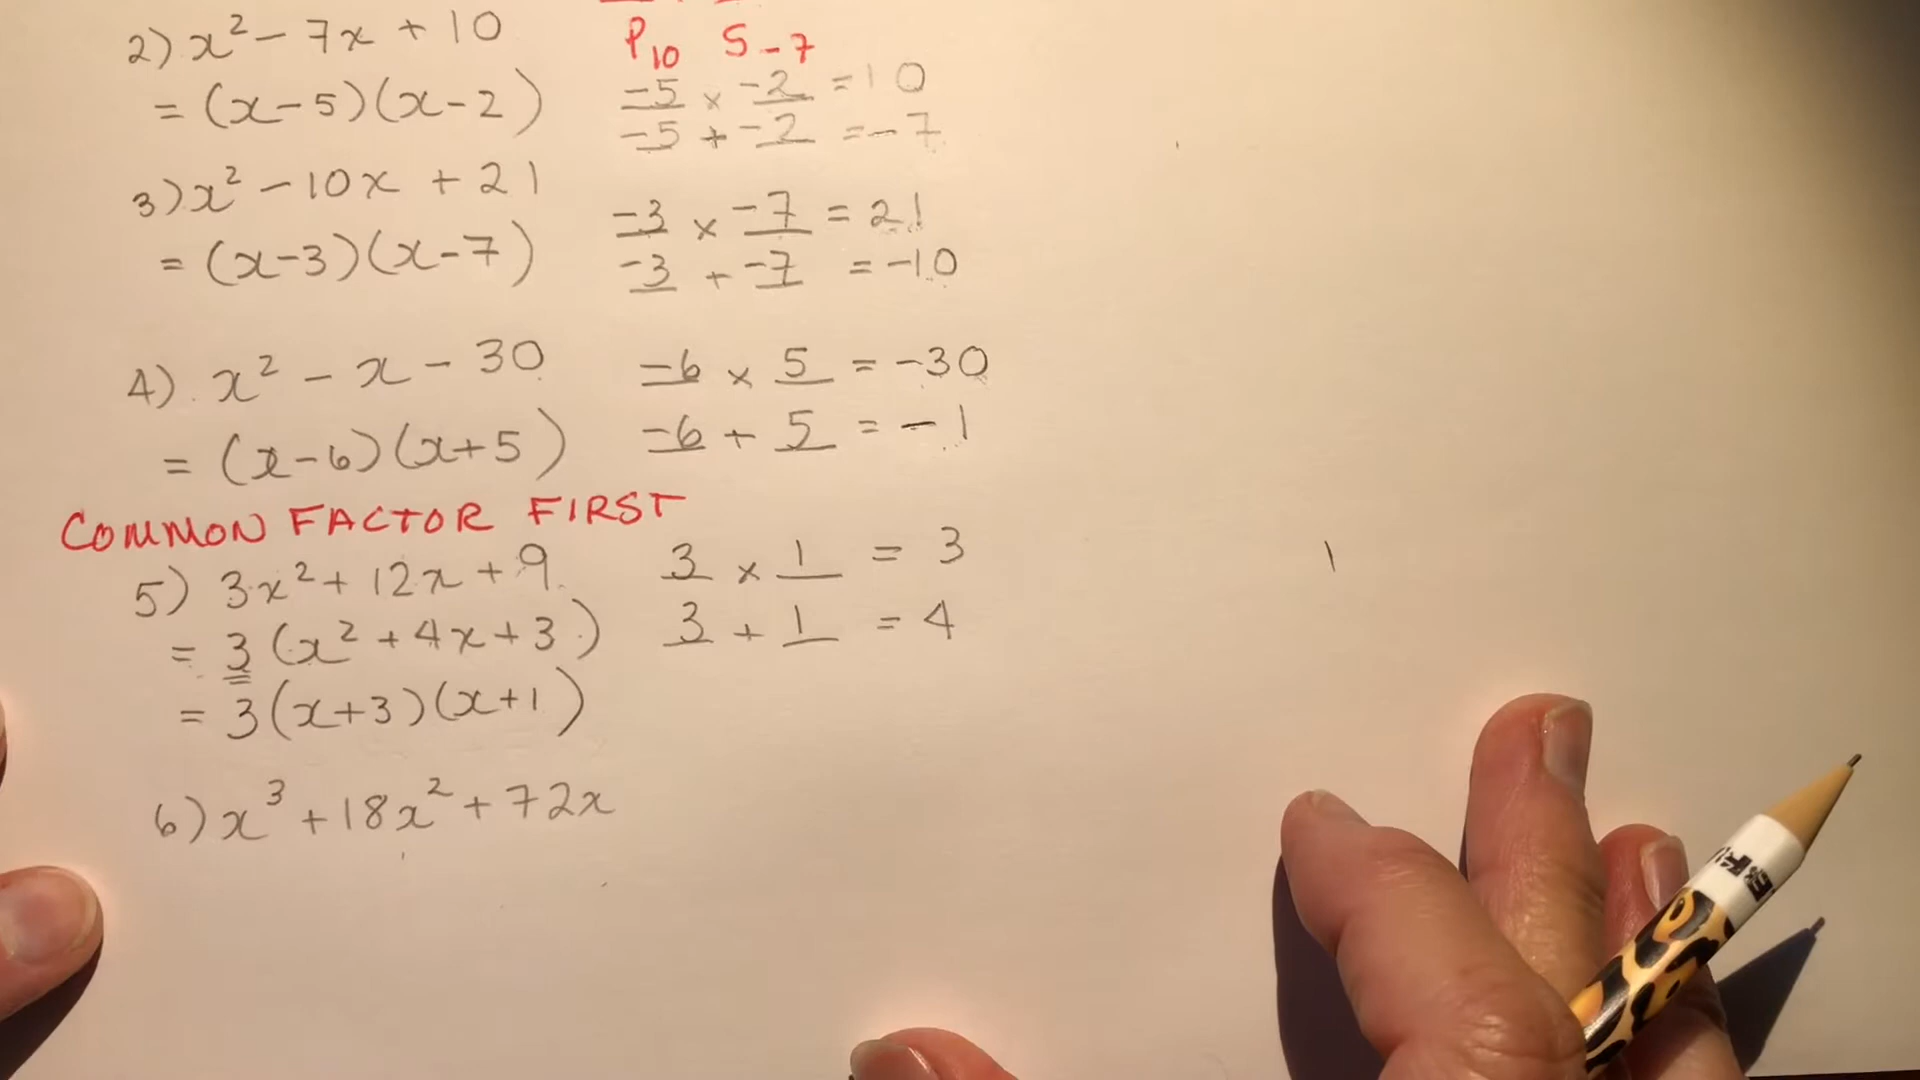 2) x² - 7x + 10
P₁₀ S₋₇
= (x-5)(x-2)
-5 × -2 = 10
-5 + -2 = -7
3) x² - 10x + 21
-3 × -7 = 21
= (x-3)(x-7)
-3 + -7 = -10
4) x² - x - 30
-6 × 5 = -30
= (x-6)(x+5)
-6 + 5 = -1
COMMON FACTOR FIRST
5) 3x² + 12x + 9
3 × 1 = 3
= 3(x² + 4x + 3)
3 + 1 = 4
= 3(x+3)(x+1)
6) x³ + 18x² + 72x